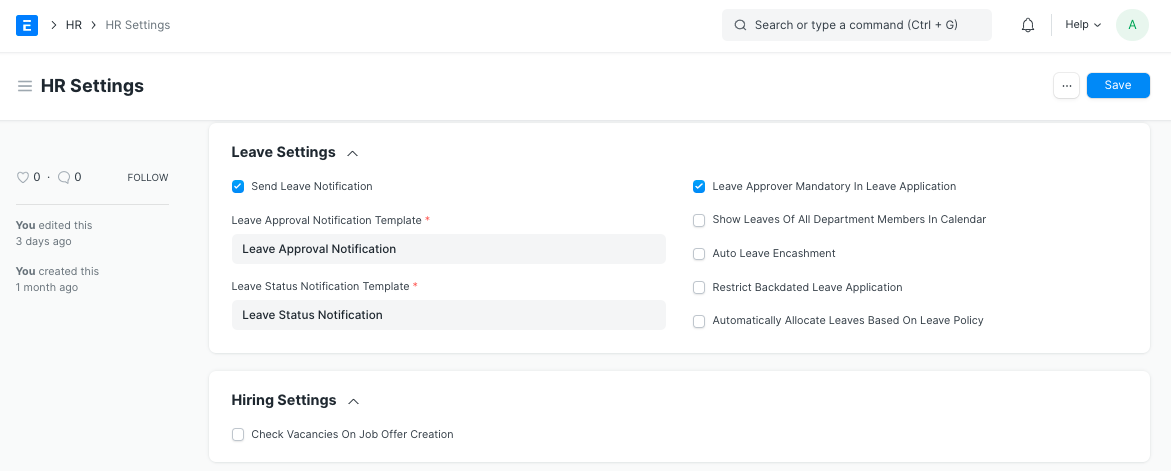 E HR HR Settings Search or type a command (Ctrl + G) Help A
HR Settings ... Save
0 · 0 FOLLOW
You edited this
3 days ago
You created this
1 month ago
Leave Settings
Send Leave Notification
Leave Approval Notification Template *
Leave Approval Notification
Leave Status Notification Template *
Leave Status Notification
Leave Approver Mandatory In Leave Application
Show Leaves Of All Department Members In Calendar
Auto Leave Encashment
Restrict Backdated Leave Application
Automatically Allocate Leaves Based On Leave Policy
Hiring Settings
Check Vacancies On Job Offer Creation